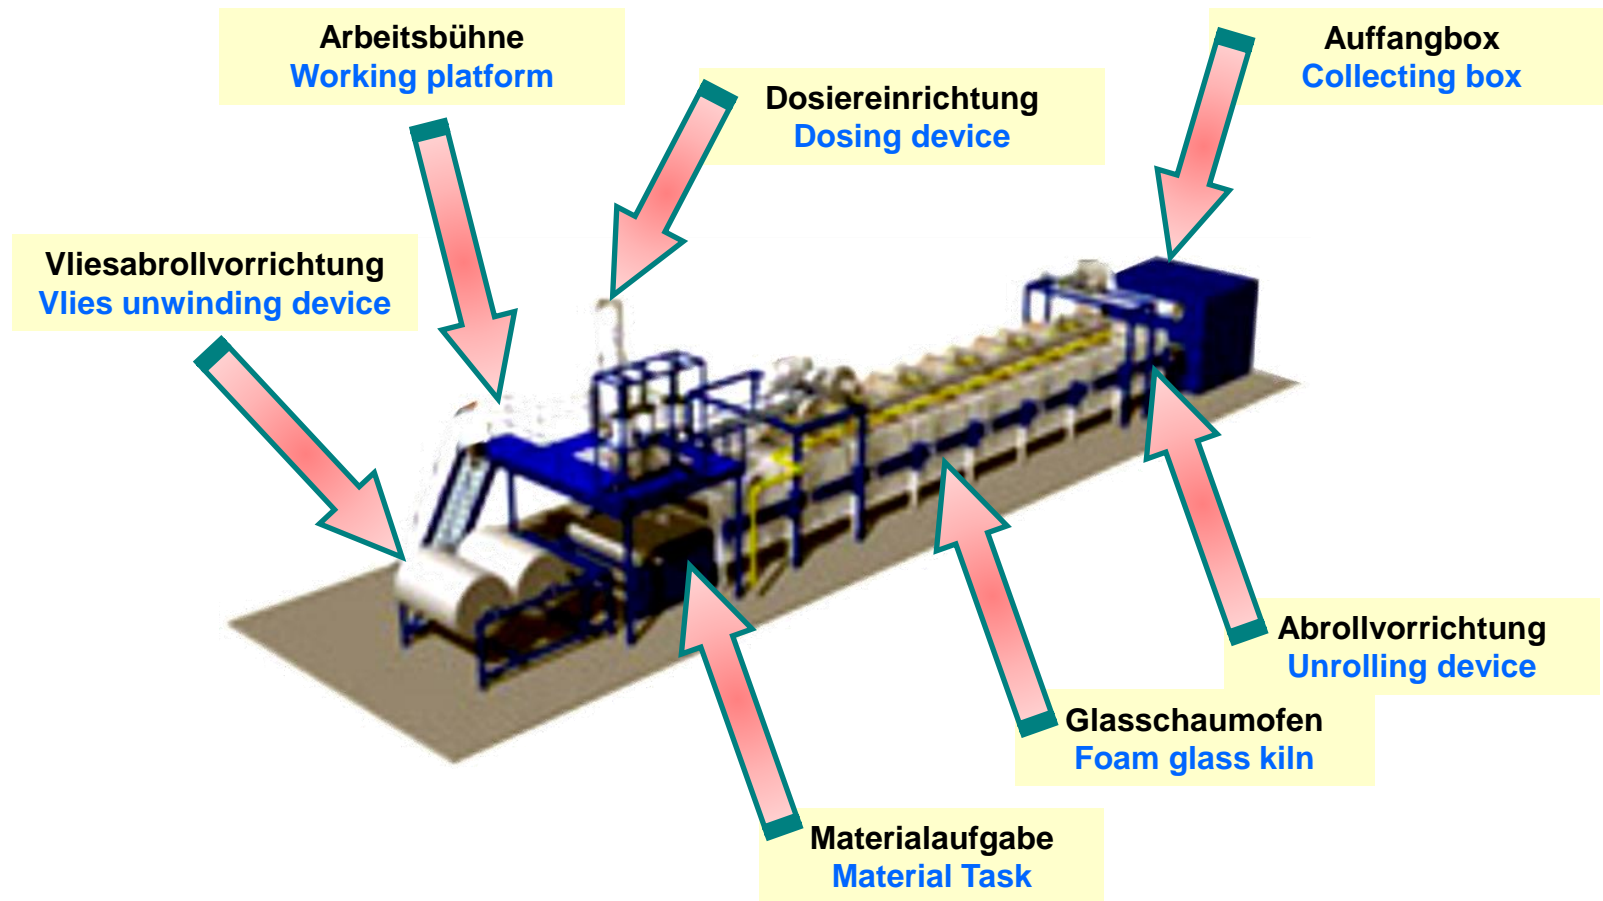 Arbeitsbühne
Working platform
Auffangbox
Collecting box
Dosiereinrichtung
Dosing device
Vliesabrollvorrichtung
Vlies unwinding device
Abrollvorrichtung
Unrolling device
Glasschaumofen
Foam glass kiln
Materialaufgabe
Material Task